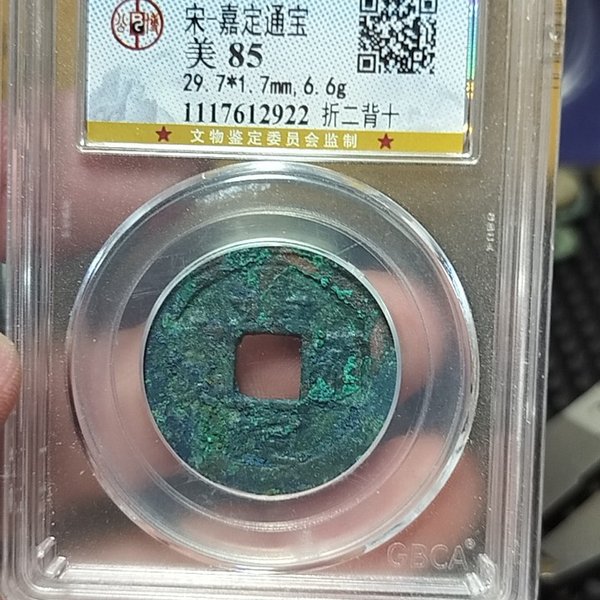 宋-嘉定通宝
美 85
29.7*1.7mm,6.6g
1117612922 折二背十
★ 文物鉴定委员会监制 ★
GBCA®